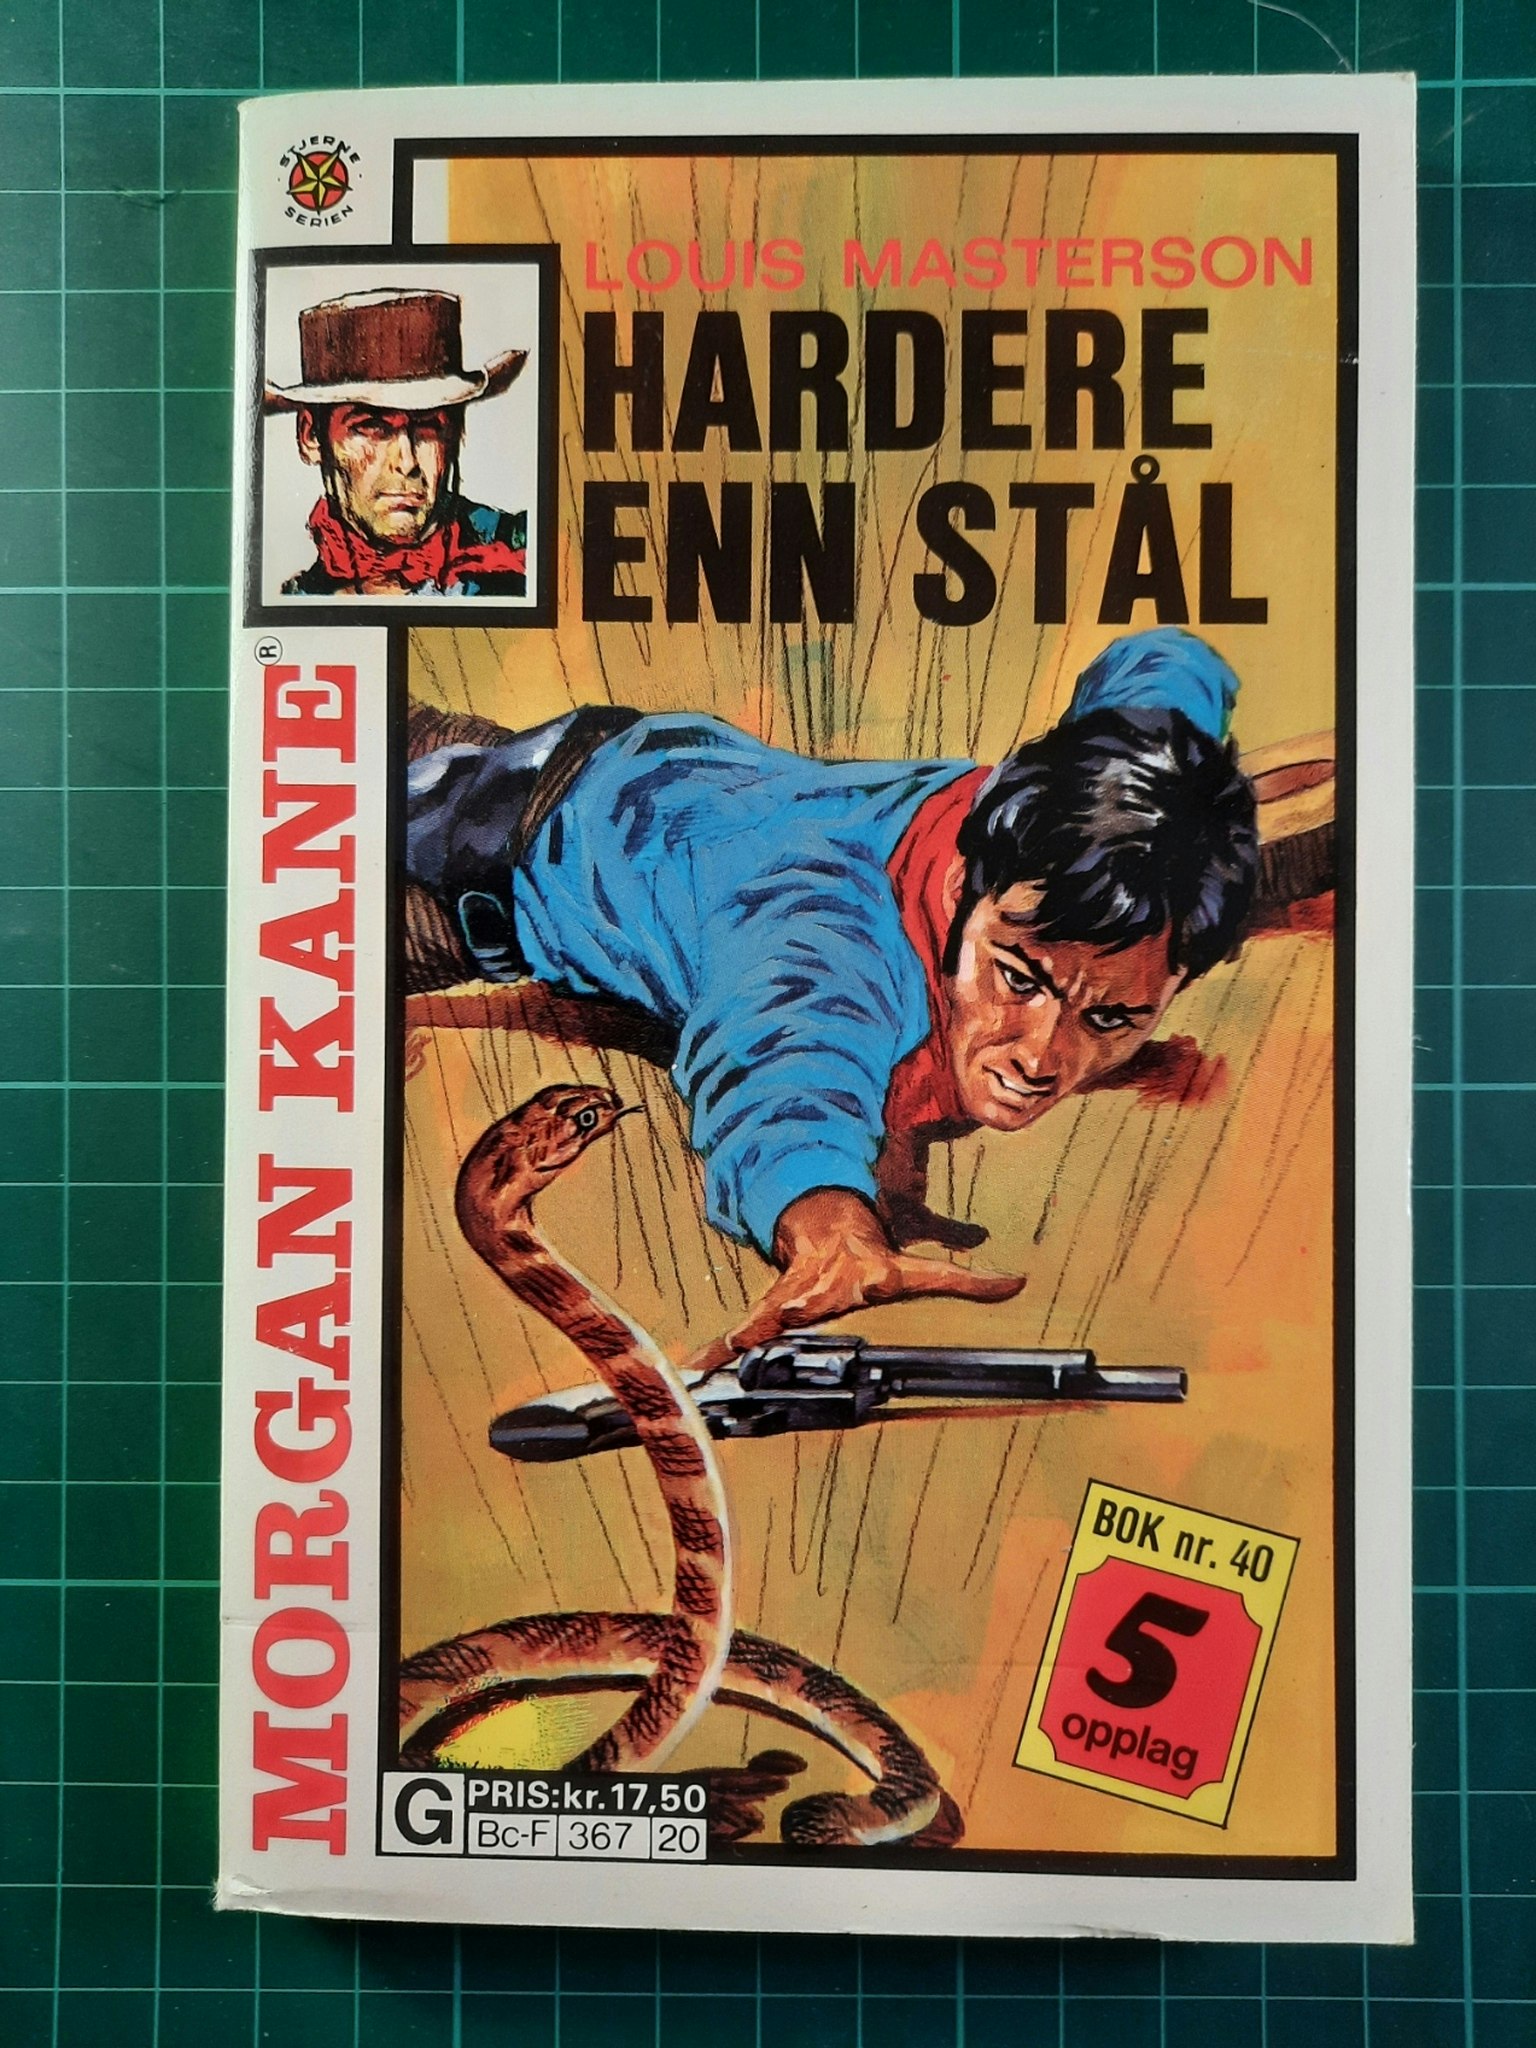 STJERNE
SERIEN
LOUIS MASTERSON
HARDERE
ENN STÅL
MORGAN KANE®
BOK nr. 40
5
opplag
G
PRIS:kr. 17,50
Bc-F 367 20